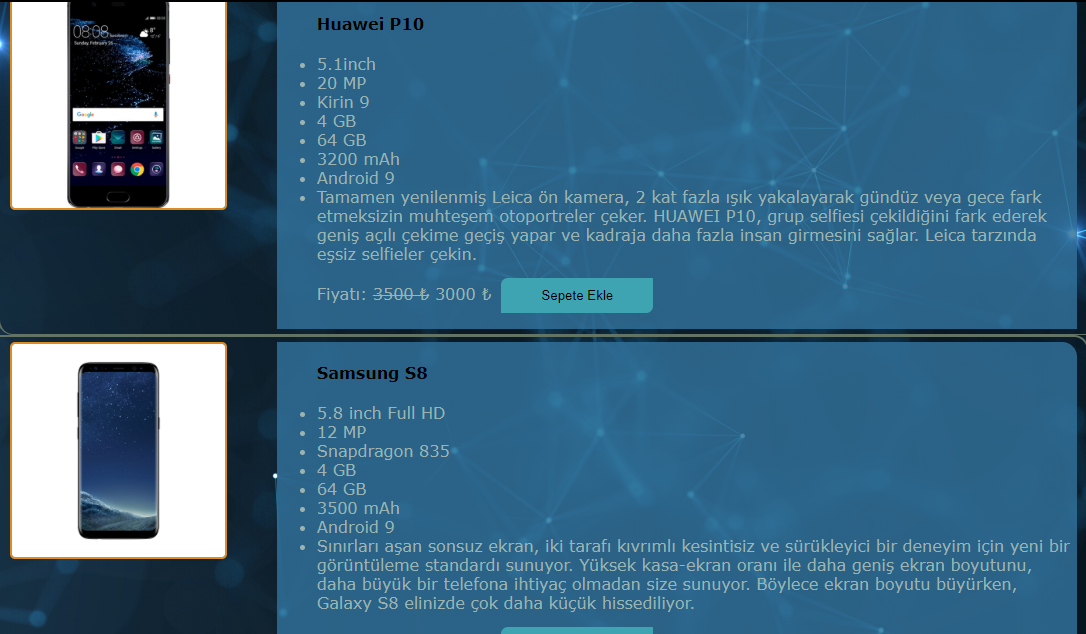 08:08
Sunday, February 26
8°
Google
Huawei P10
5.1inch
20 MP
Kirin 9
4 GB
64 GB
3200 mAh
Android 9
Tamamen yenilenmiş Leica ön kamera, 2 kat fazla ışık yakalayarak gündüz veya gece fark
etmeksizin muhteşem otoportreler çeker. HUAWEI P10, grup selfiesi çekildiğini fark ederek
geniş açılı çekime geçiş yapar ve kadraja daha fazla insan girmesini sağlar. Leica tarzında
eşsiz selfieler çekin.
Fiyatı: 3500 ₺ 3000 ₺ Sepete Ekle
Samsung S8
5.8 inch Full HD
12 MP
Snapdragon 835
4 GB
64 GB
3500 mAh
Android 9
Sınırları aşan sonsuz ekran, iki tarafı kıvrımlı kesintisiz ve sürükleyici bir deneyim için yeni bir
görüntüleme standardı sunuyor. Yüksek kasa-ekran oranı ile daha geniş ekran boyutunu,
daha büyük bir telefona ihtiyaç olmadan size sunuyor. Böylece ekran boyutu büyürken,
Galaxy S8 elinizde çok daha küçük hissediliyor.